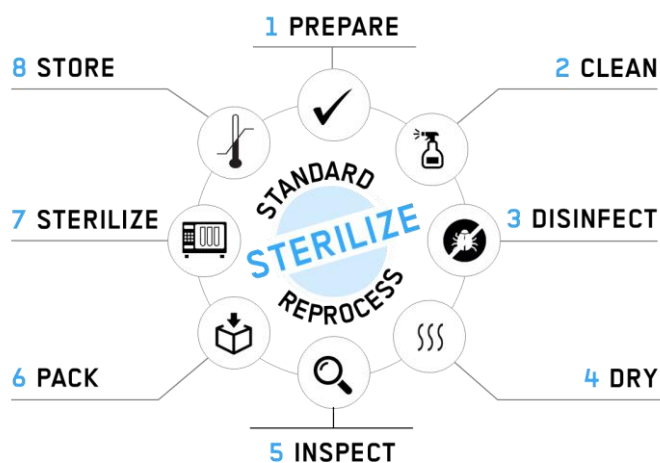 1 PREPARE
2 CLEAN
3 DISINFECT
4 DRY
5 INSPECT
6 PACK
7 STERILIZE
8 STORE
STANDARD
STERILIZE
REPROCESS